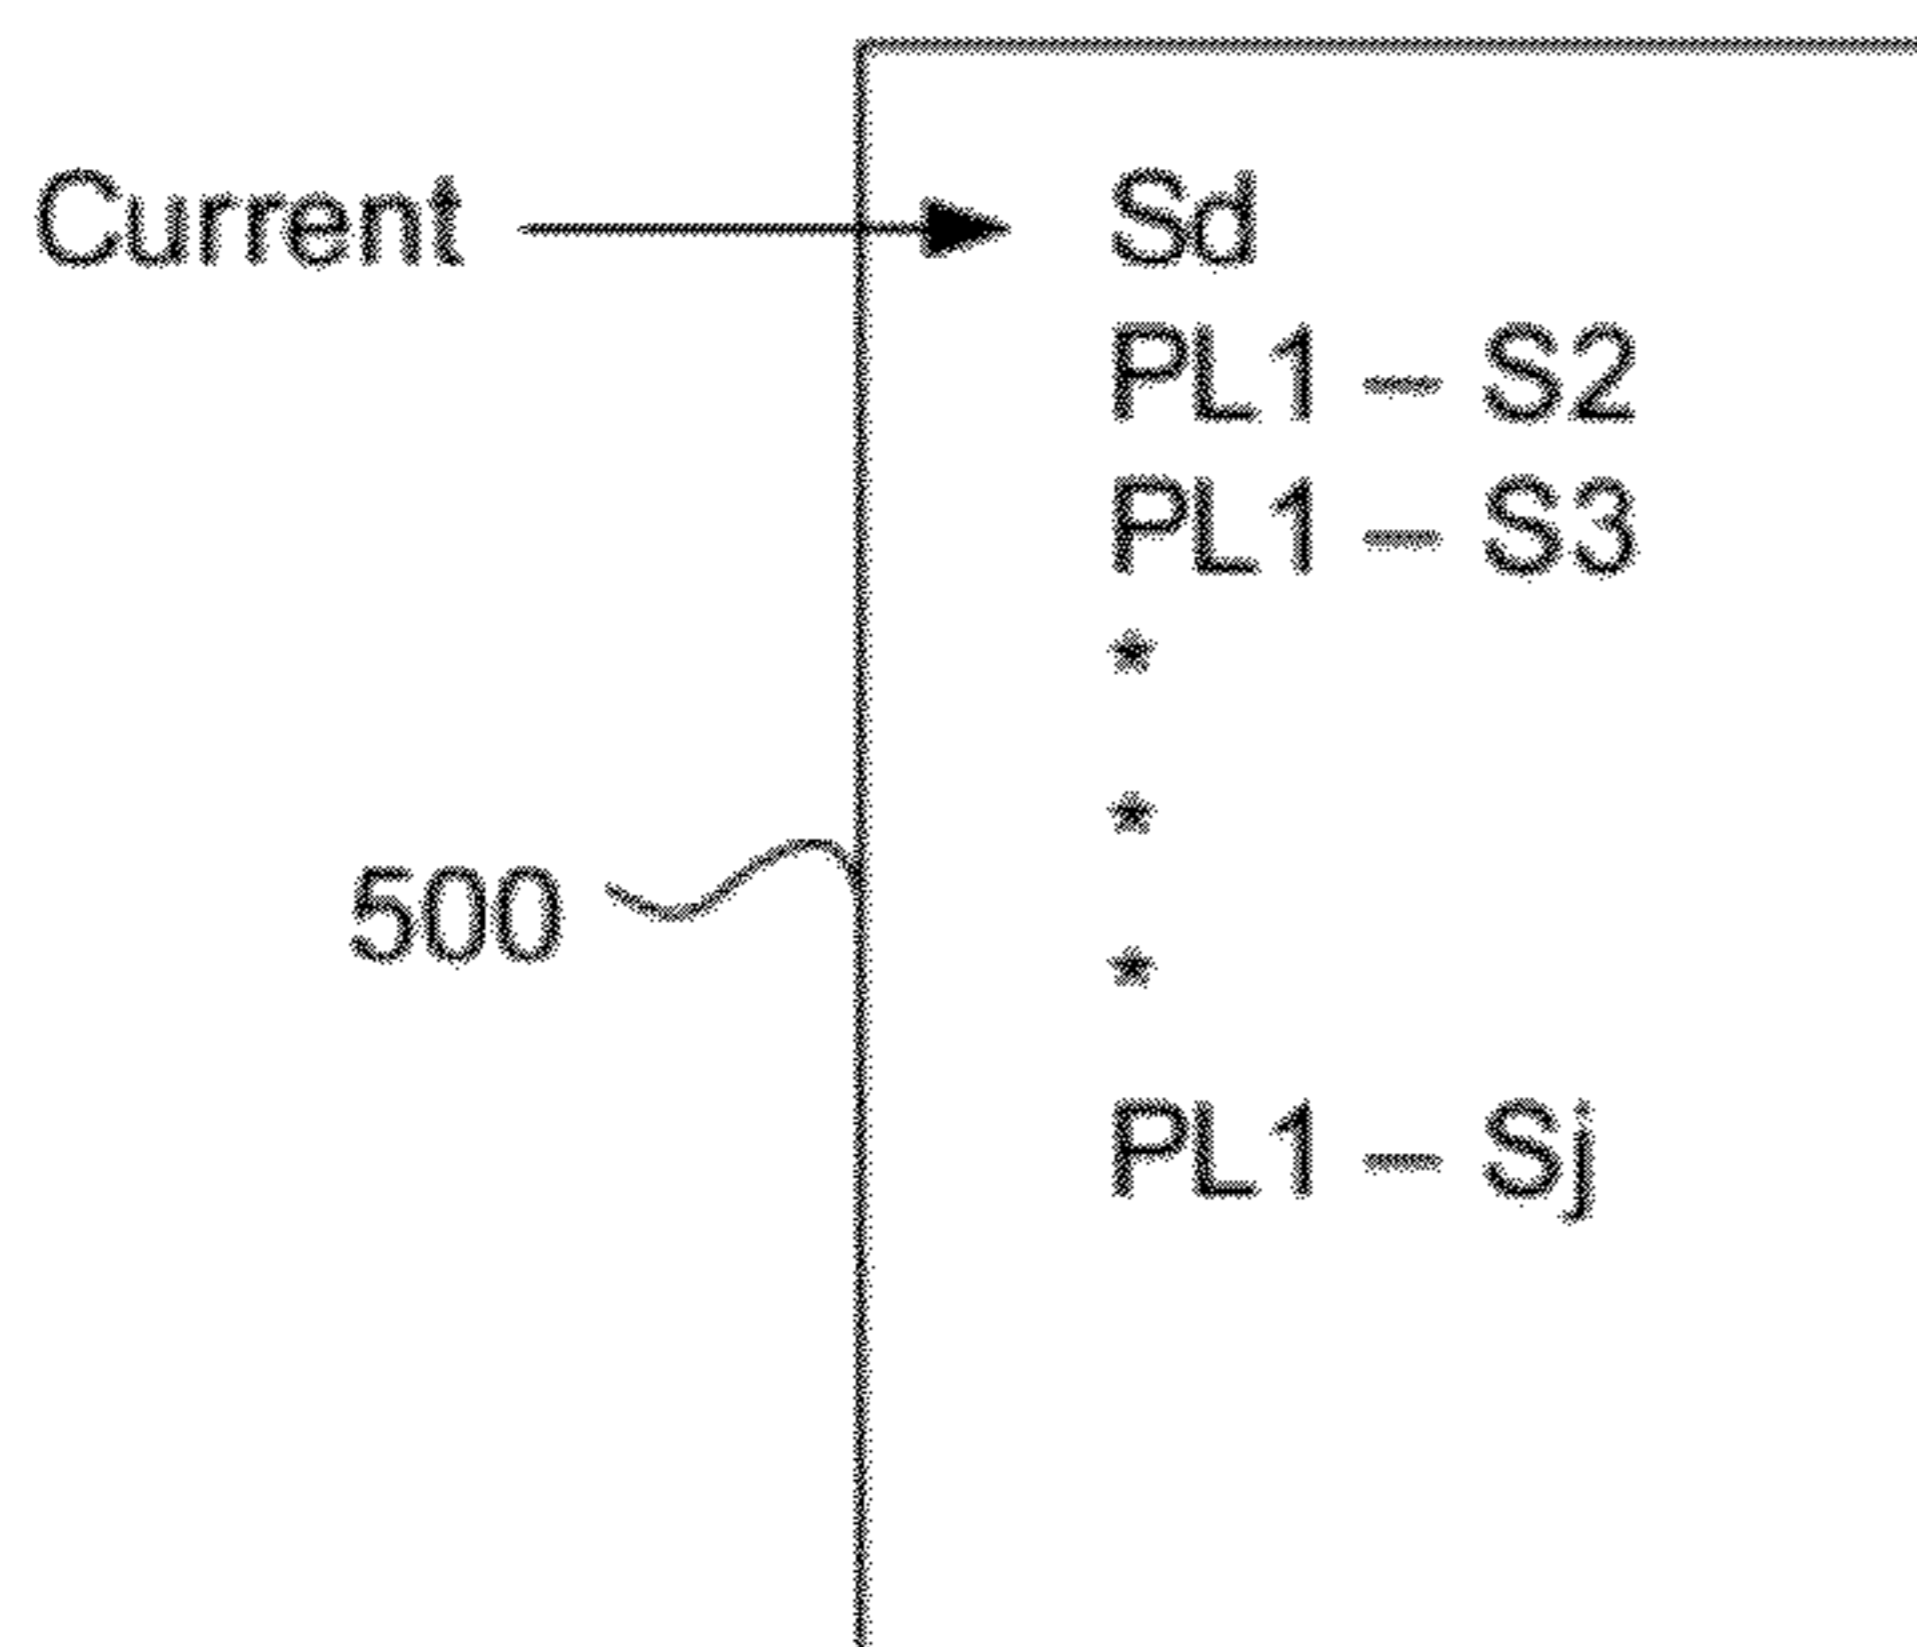 Current
Sd
PL1 – S2
PL1 – S3
*
*
500
*
PL1 – Sj